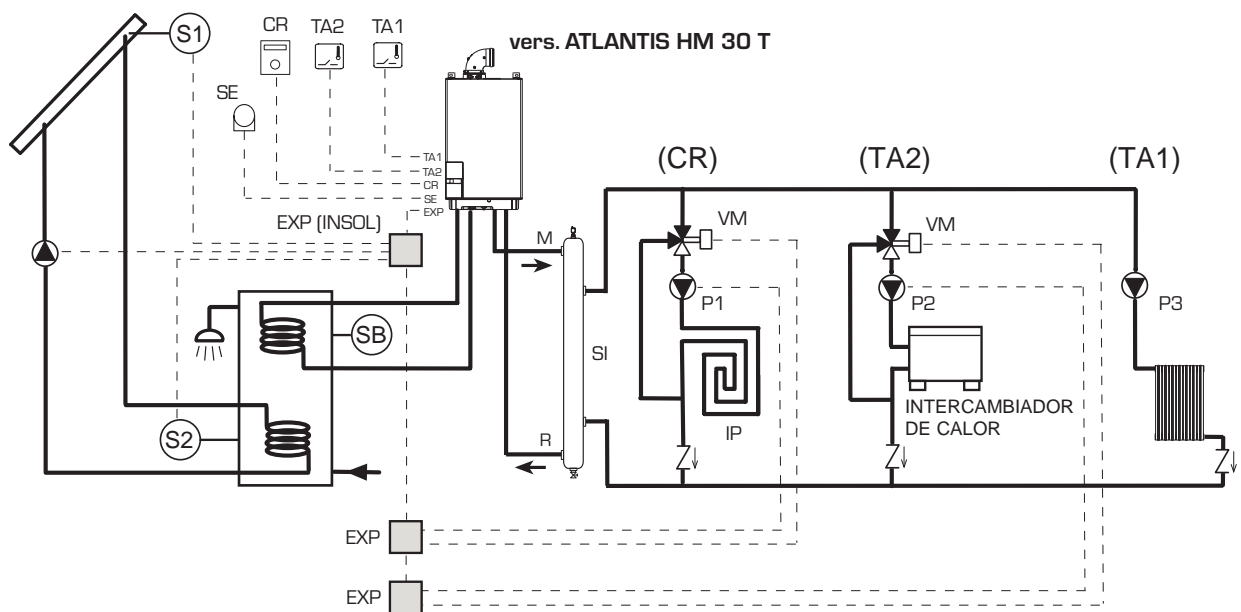 S1
CR
TA2
TA1
vers. ATLANTIS HM 30 T
SE
TA1
TA2
CR
SE
EXP
EXP (INSOL)
(CR)
(TA2)
(TA1)
M
VM
VM
P1
P2
P3
SB
SI
S2
R
IP
INTERCAMBIADOR
DE CALOR
EXP
EXP